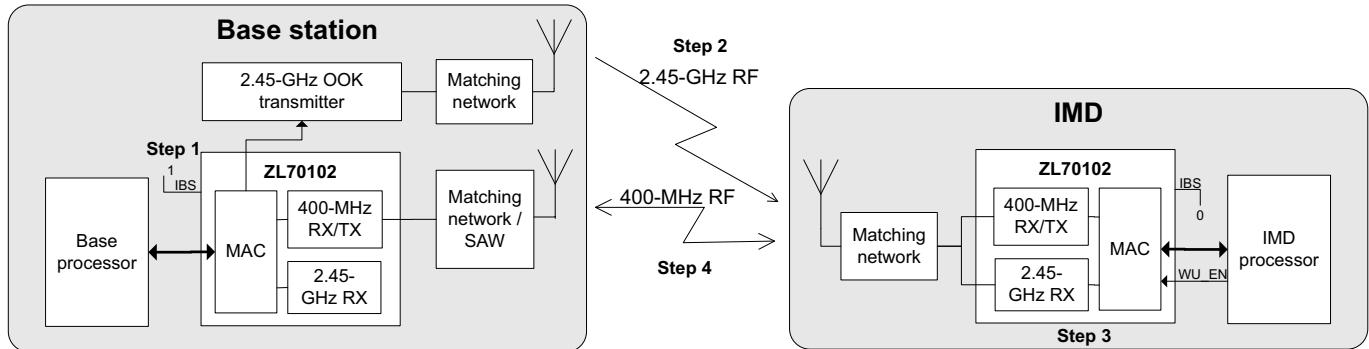 Base station
2.45-GHz OOK
transmitter
Matching
network
Step 1
1
IBS
ZL70102
Base
processor
MAC
400-MHz
RX/TX
2.45-
GHz RX
Matching
network /
SAW
Step 2
2.45-GHz RF
400-MHz RF
Step 4
IMD
Matching
network
ZL70102
400-MHz
RX/TX
2.45-
GHz RX
MAC
IBS
0
WU_EN
IMD
processor
Step 3